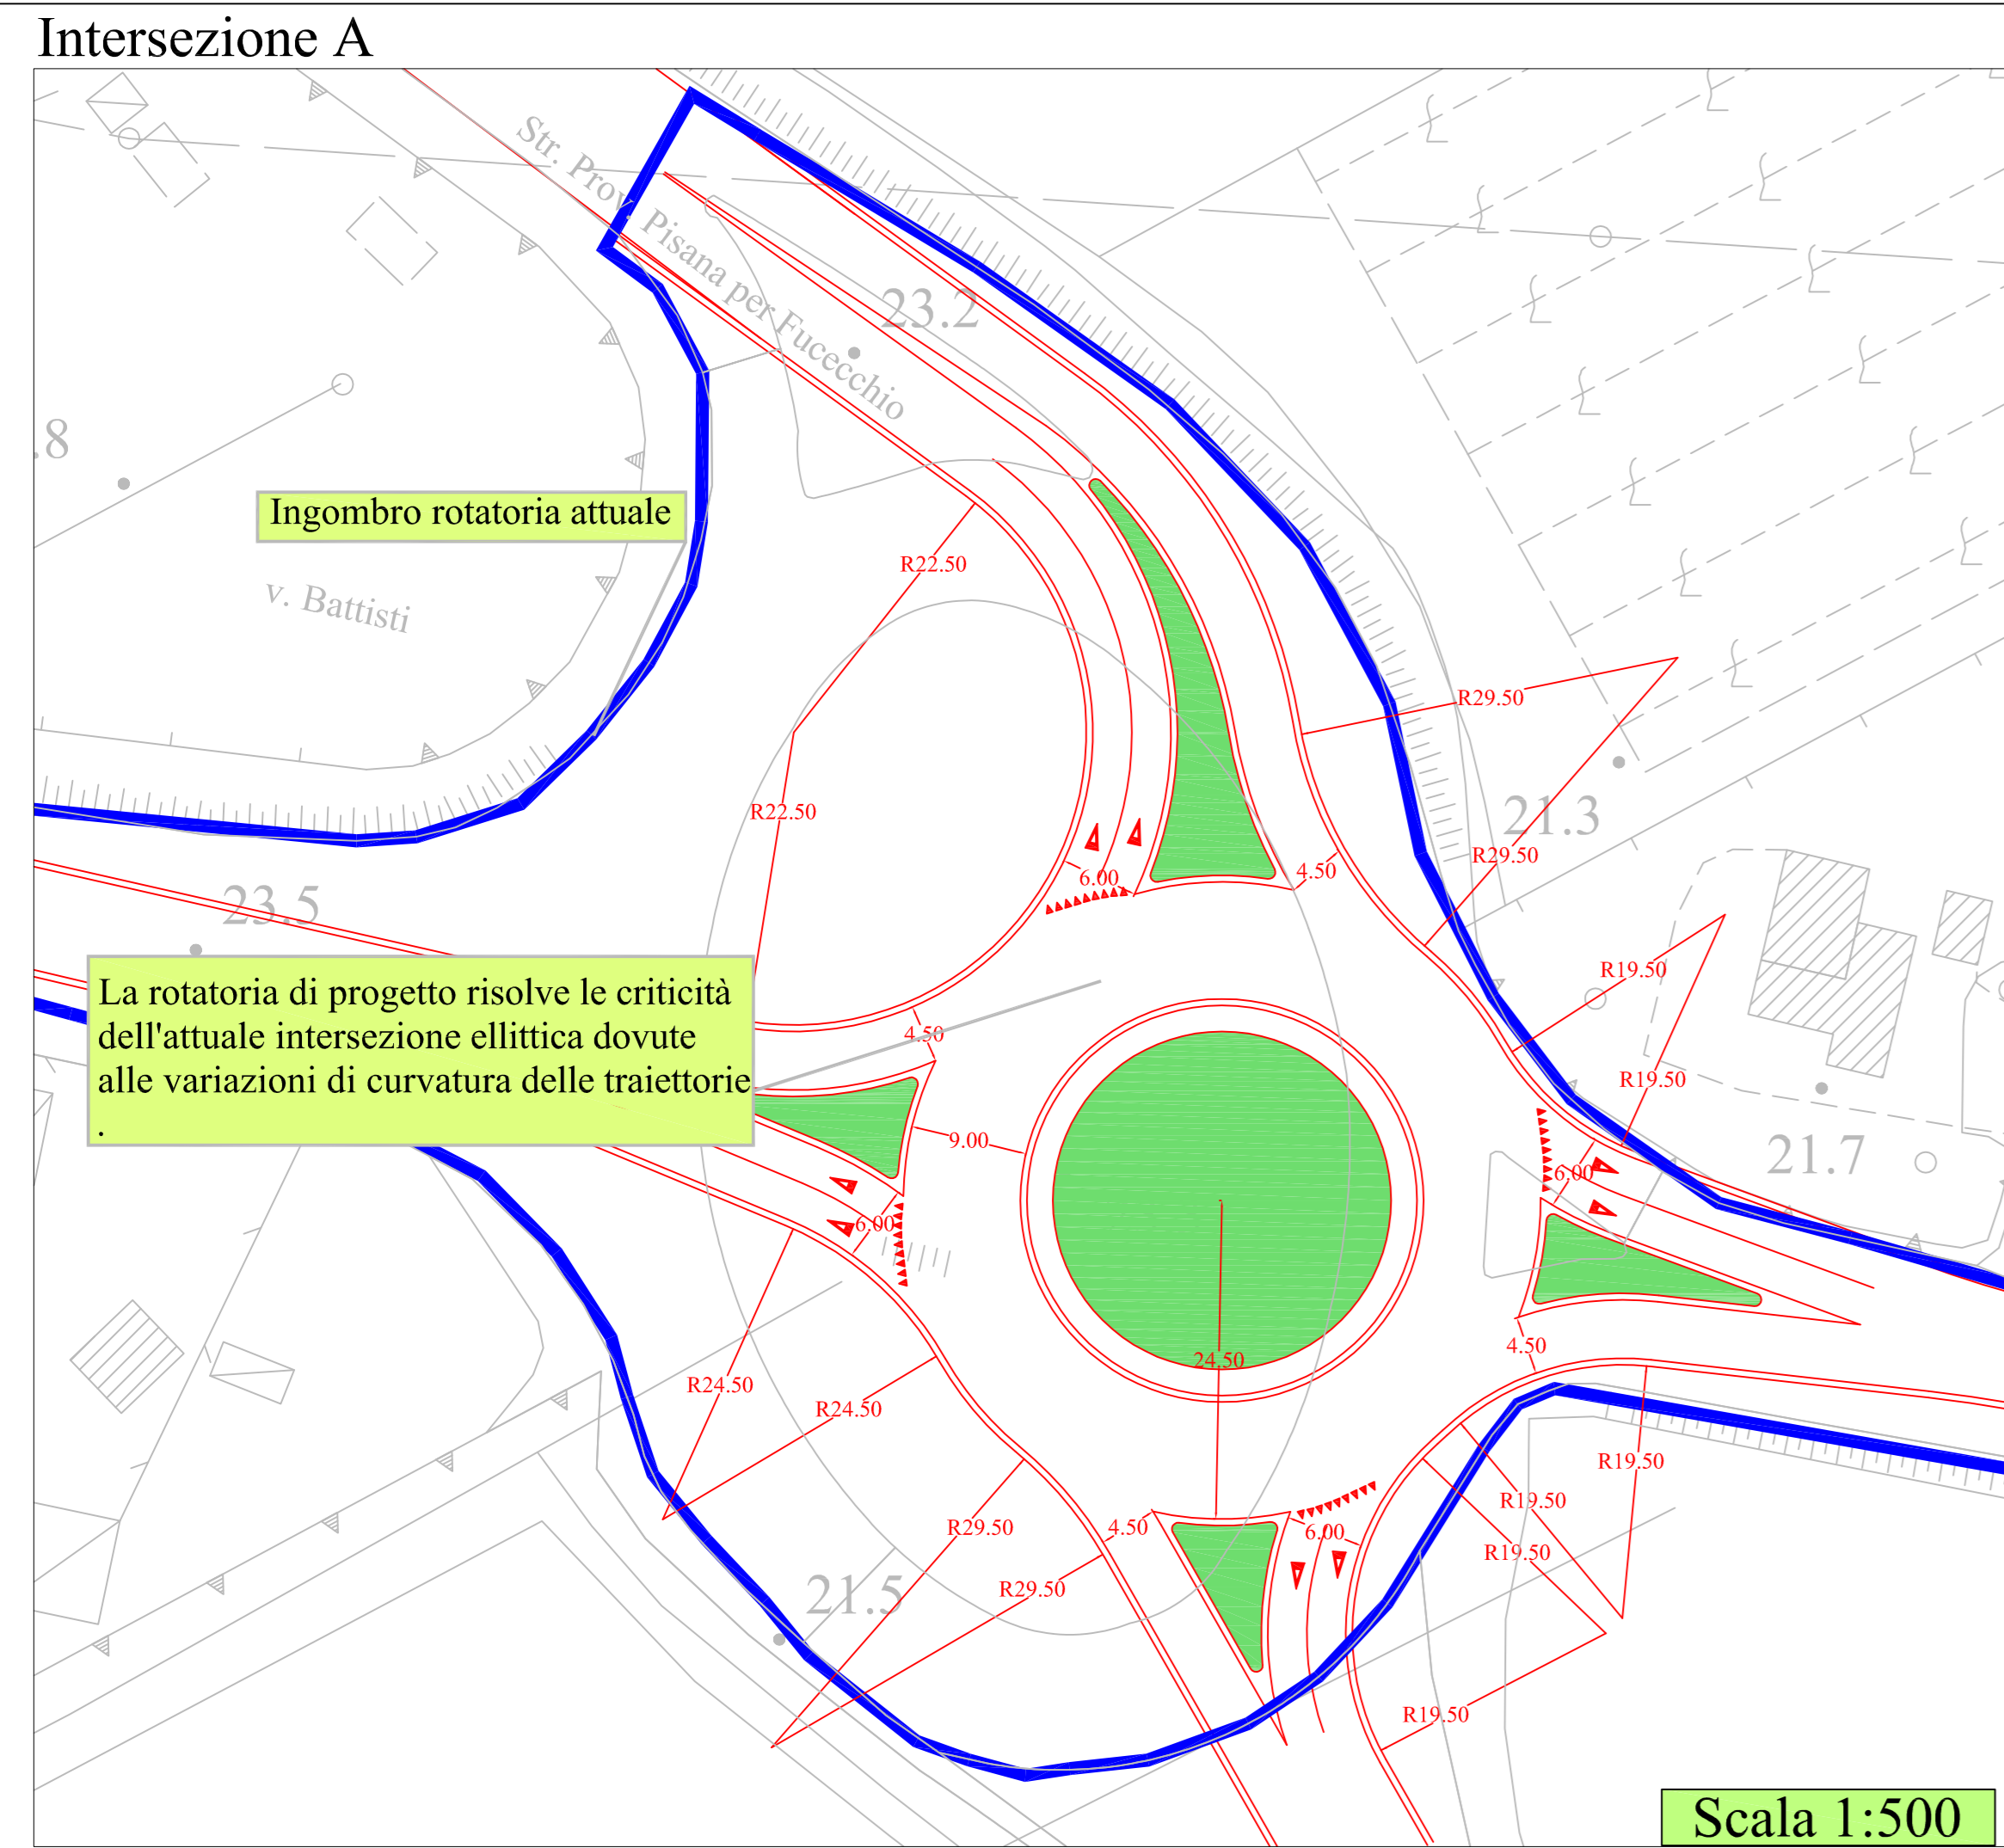 Intersezione A
Str. Prov. Pisana per Fucecchio
23.2
.8
Ingombro rotatoria attuale
v. Battisti
R22.50
R22.50
R29.50
21.3
R29.50
6.00
4.50
23.5
R19.50
La rotatoria di progetto risolve le criticità
dell'attuale intersezione ellittica dovute
alle variazioni di curvatura delle traiettorie
.
4.50
R19.50
9.00
21.7
6.00
6.00
4.50
24.50
R24.50
R24.50
R19.50
R19.50
R29.50
4.50
6.00
R19.50
R29.50
21.5
R19.50
Scala 1:500